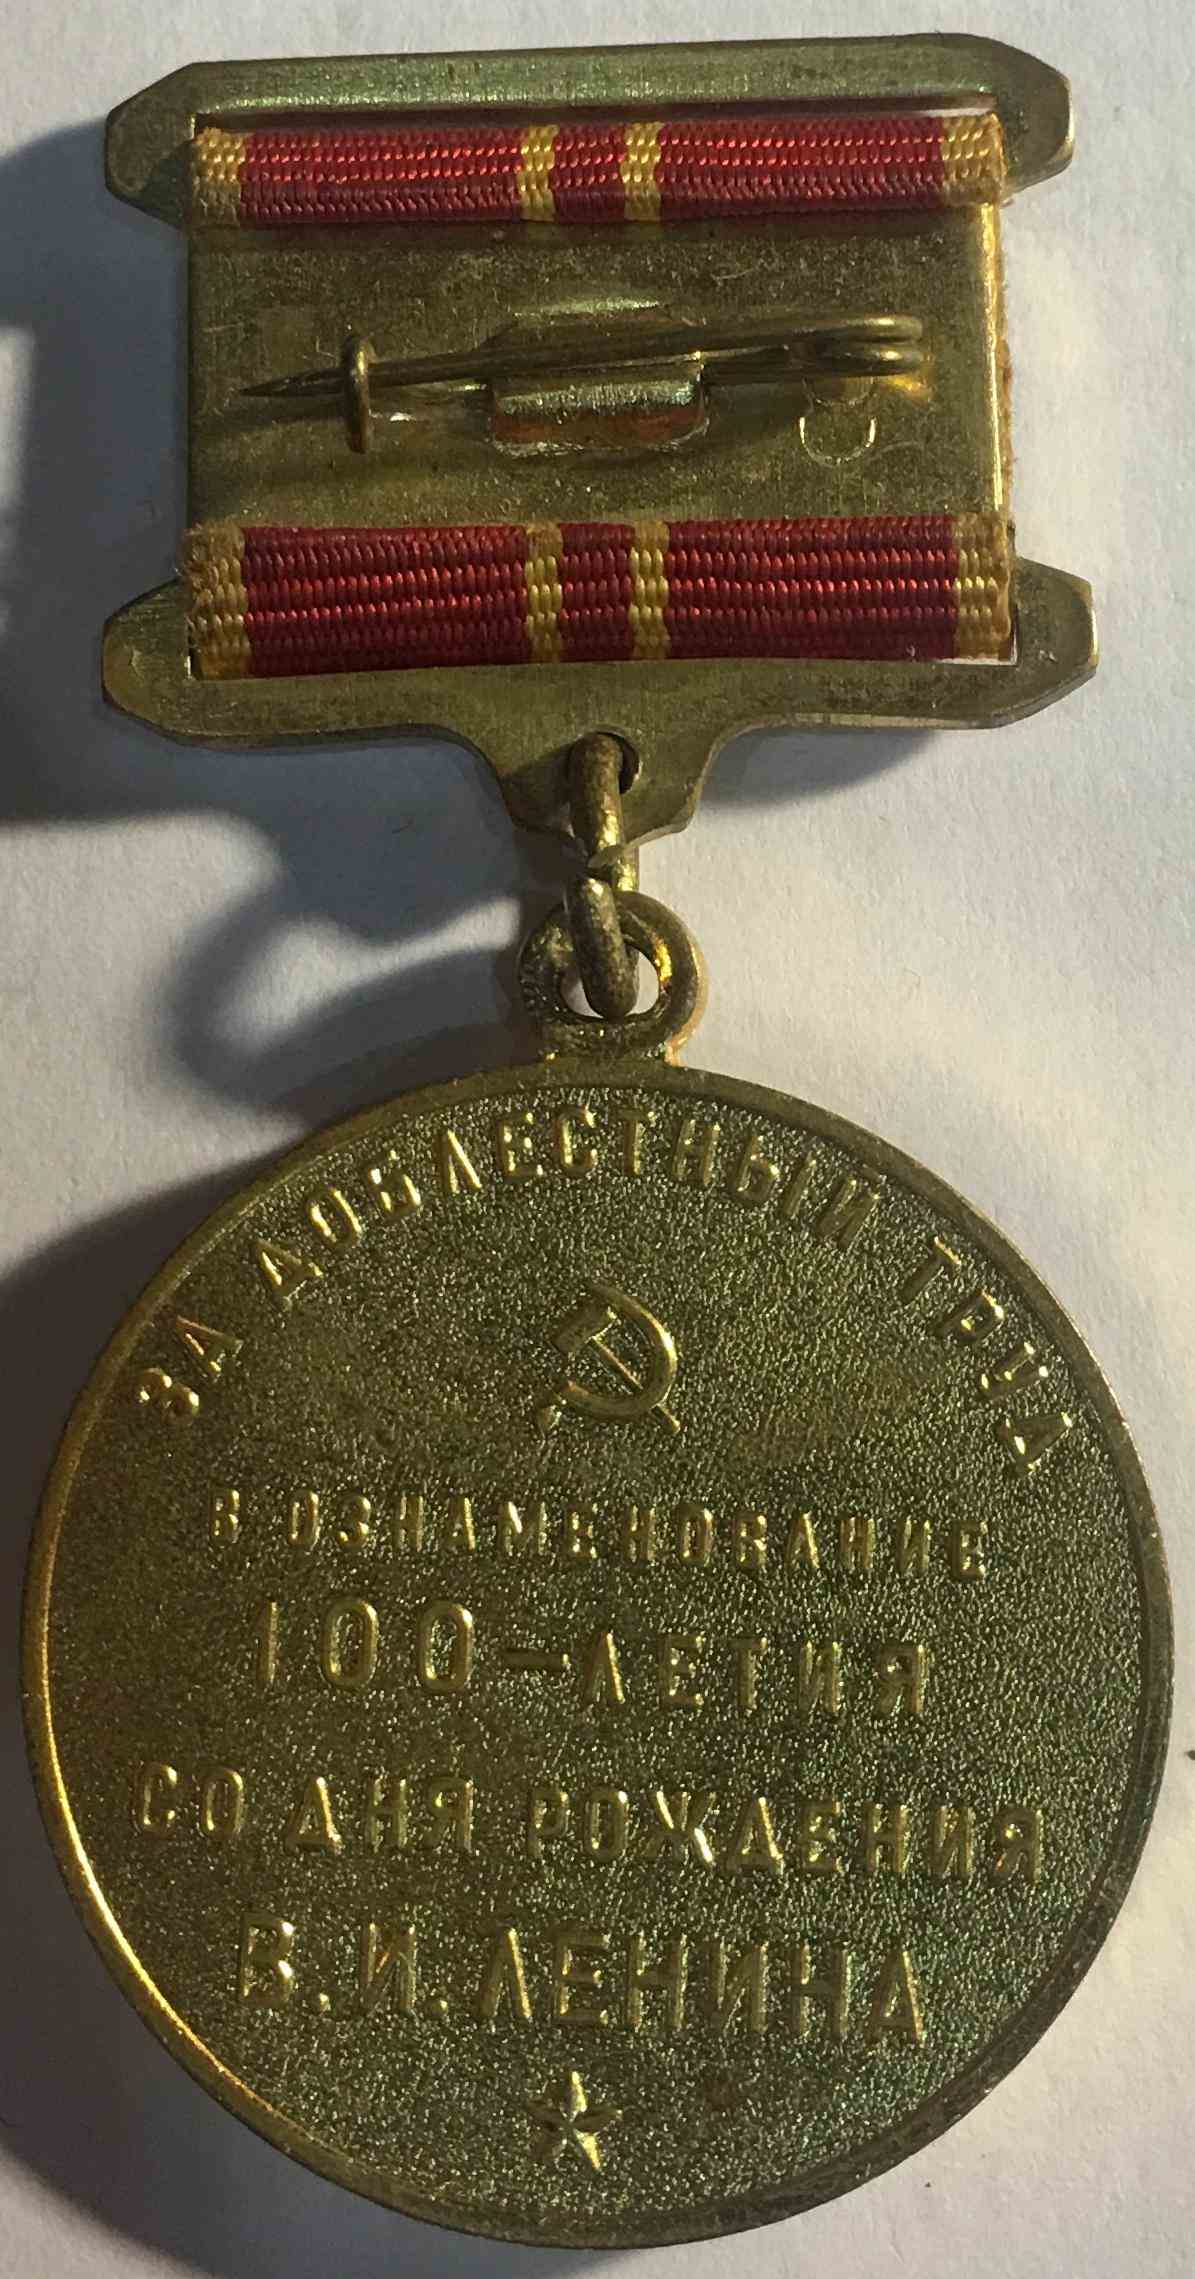 ЗА ДОБЛЕСТНЫЙ ТРУД
В ОЗНАМЕНОВАНИЕ
100-ЛЕТИЯ
СО ДНЯ РОЖДЕНИЯ
В.И.ЛЕНИНА